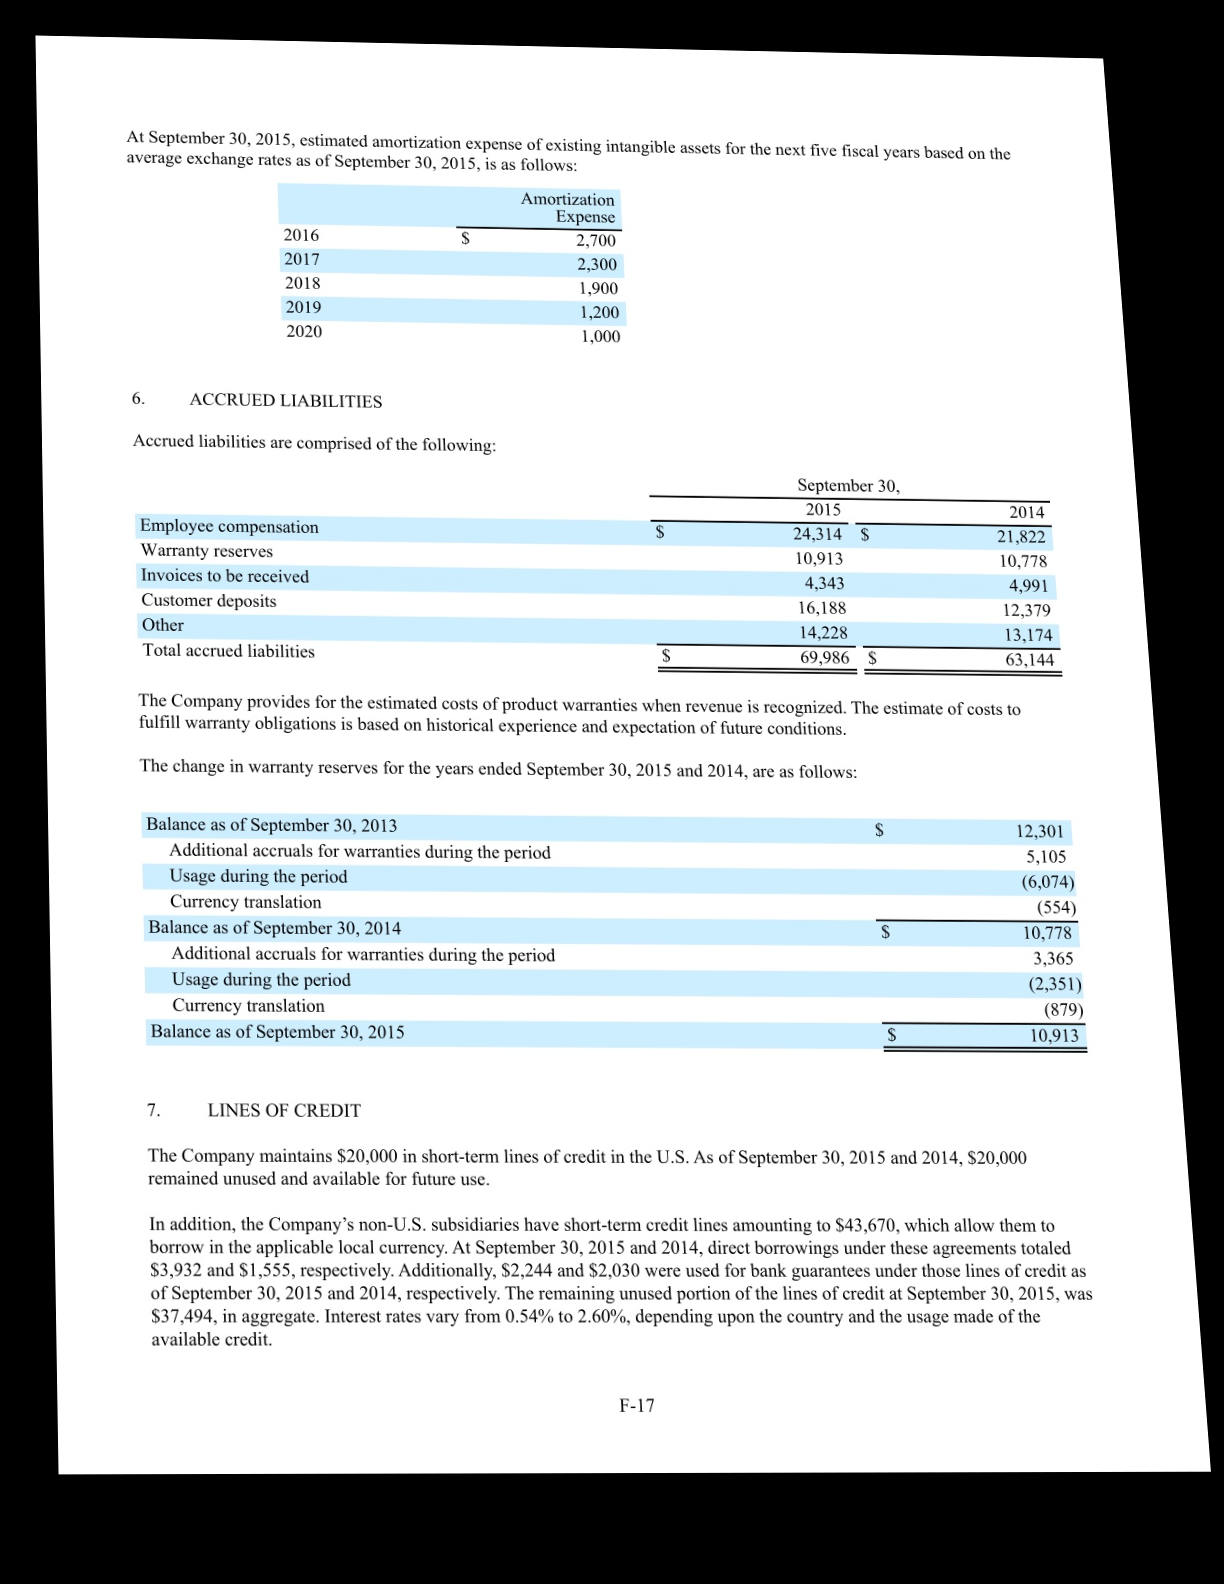 At September 30, 2015, estimated amortization expense of existing intangible assets for the next five fiscal years based on the
average exchange rates as of September 30, 2015, is as follows:
Amortization
Expense
2016 $ 2,700
2017 2,300
2018 1,900
2019 1,200
2020 1,000
6. ACCRUED LIABILITIES
Accrued liabilities are comprised of the following:
September 30,
2015 2014
Employee compensation $ 24,314 $ 21,822
Warranty reserves 10,913 10,778
Invoices to be received 4,343 4,991
Customer deposits 16,188 12,379
Other 14,228 13,174
Total accrued liabilities $ 69,986 $ 63,144
The Company provides for the estimated costs of product warranties when revenue is recognized. The estimate of costs to
fulfill warranty obligations is based on historical experience and expectation of future conditions.
The change in warranty reserves for the years ended September 30, 2015 and 2014, are as follows:
Balance as of September 30, 2013 $ 12,301
Additional accruals for warranties during the period 5,105
Usage during the period (6,074)
Currency translation (554)
Balance as of September 30, 2014 $ 10,778
Additional accruals for warranties during the period 3,365
Usage during the period (2,351)
Currency translation (879)
Balance as of September 30, 2015 $ 10,913
7. LINES OF CREDIT
The Company maintains $20,000 in short-term lines of credit in the U.S. As of September 30, 2015 and 2014, $20,000
remained unused and available for future use.
In addition, the Company’s non-U.S. subsidiaries have short-term credit lines amounting to $43,670, which allow them to
borrow in the applicable local currency. At September 30, 2015 and 2014, direct borrowings under these agreements totaled
$3,932 and $1,555, respectively. Additionally, $2,244 and $2,030 were used for bank guarantees under those lines of credit as
of September 30, 2015 and 2014, respectively. The remaining unused portion of the lines of credit at September 30, 2015, was
$37,494, in aggregate. Interest rates vary from 0.54% to 2.60%, depending upon the country and the usage made of the
available credit.
F-17